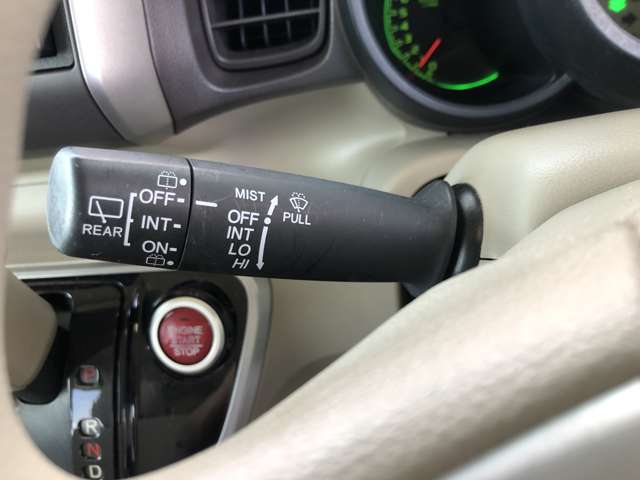 REAR
OFF
INT
ON
MIST
OFF
INT
LO
HI
PULL
ENGINE
START
STOP
P
R
N
D